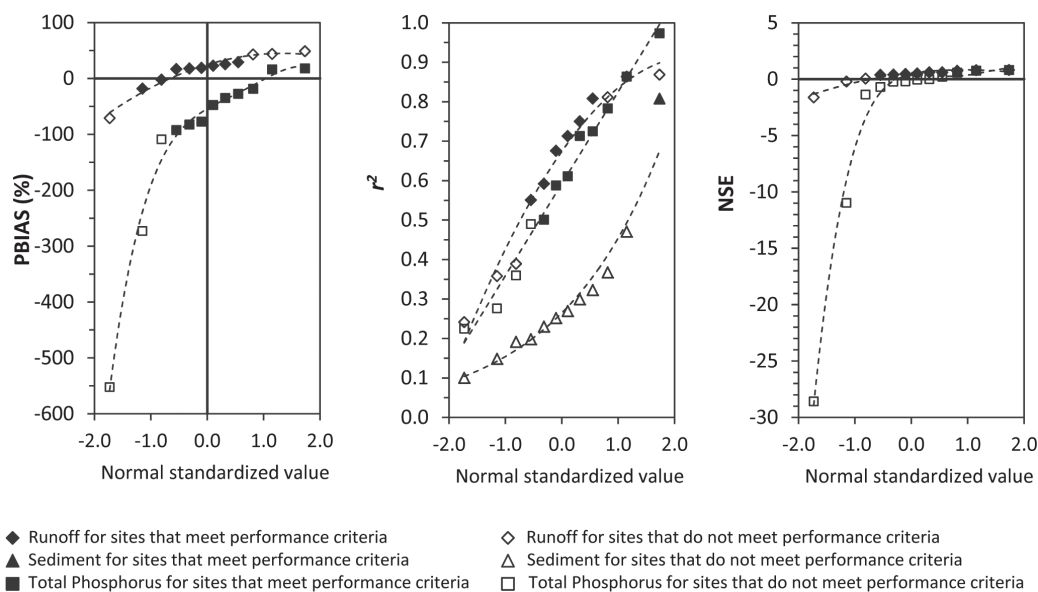 PBIAS (%)
100
0
-100
-200
-300
-400
-500
-600
-2.0 -1.0 0.0 1.0 2.0
Normal standardized value
r²
1.0
0.9
0.8
0.7
0.6
0.5
0.4
0.3
0.2
0.1
0.0
-2.0 -1.0 0.0 1.0 2.0
Normal standardized value
NSE
5
0
-5
-10
-15
-20
-25
-30
-2.0 -1.0 0.0 1.0 2.0
Normal standardized value
Runoff for sites that meet performance criteria
Sediment for sites that meet performance criteria
Total Phosphorus for sites that meet performance criteria
Runoff for sites that do not meet performance criteria
Sediment for sites that do not meet performance criteria
Total Phosphorus for sites that do not meet performance criteria